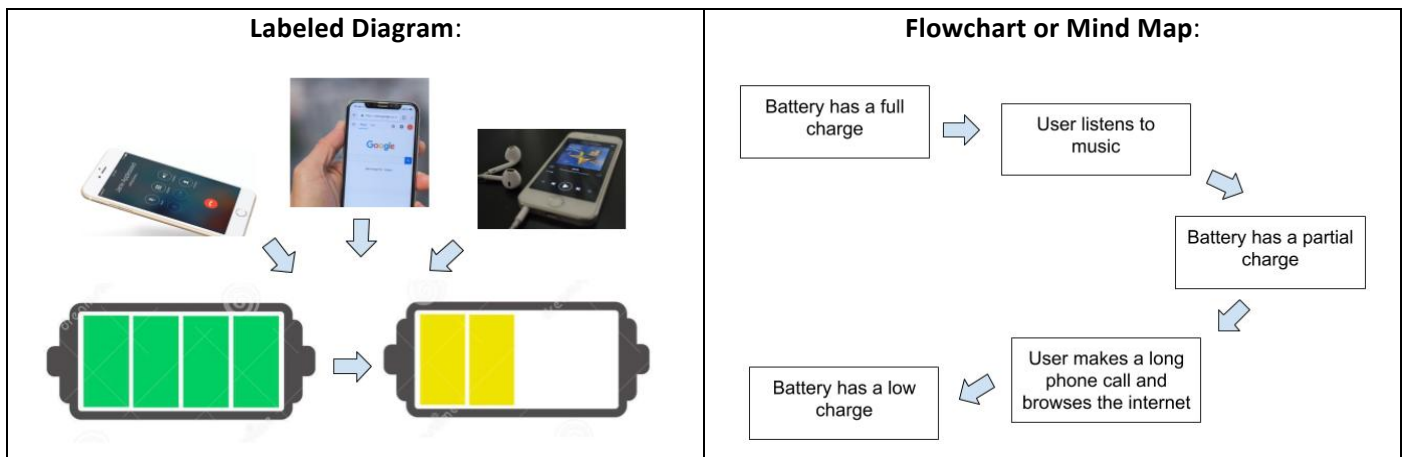 Labeled Diagram:
Google
Flowchart or Mind Map:
Battery has a full
charge
User listens to
music
Battery has a partial
charge
User makes a long
phone call and
browses the internet
Battery has a low
charge